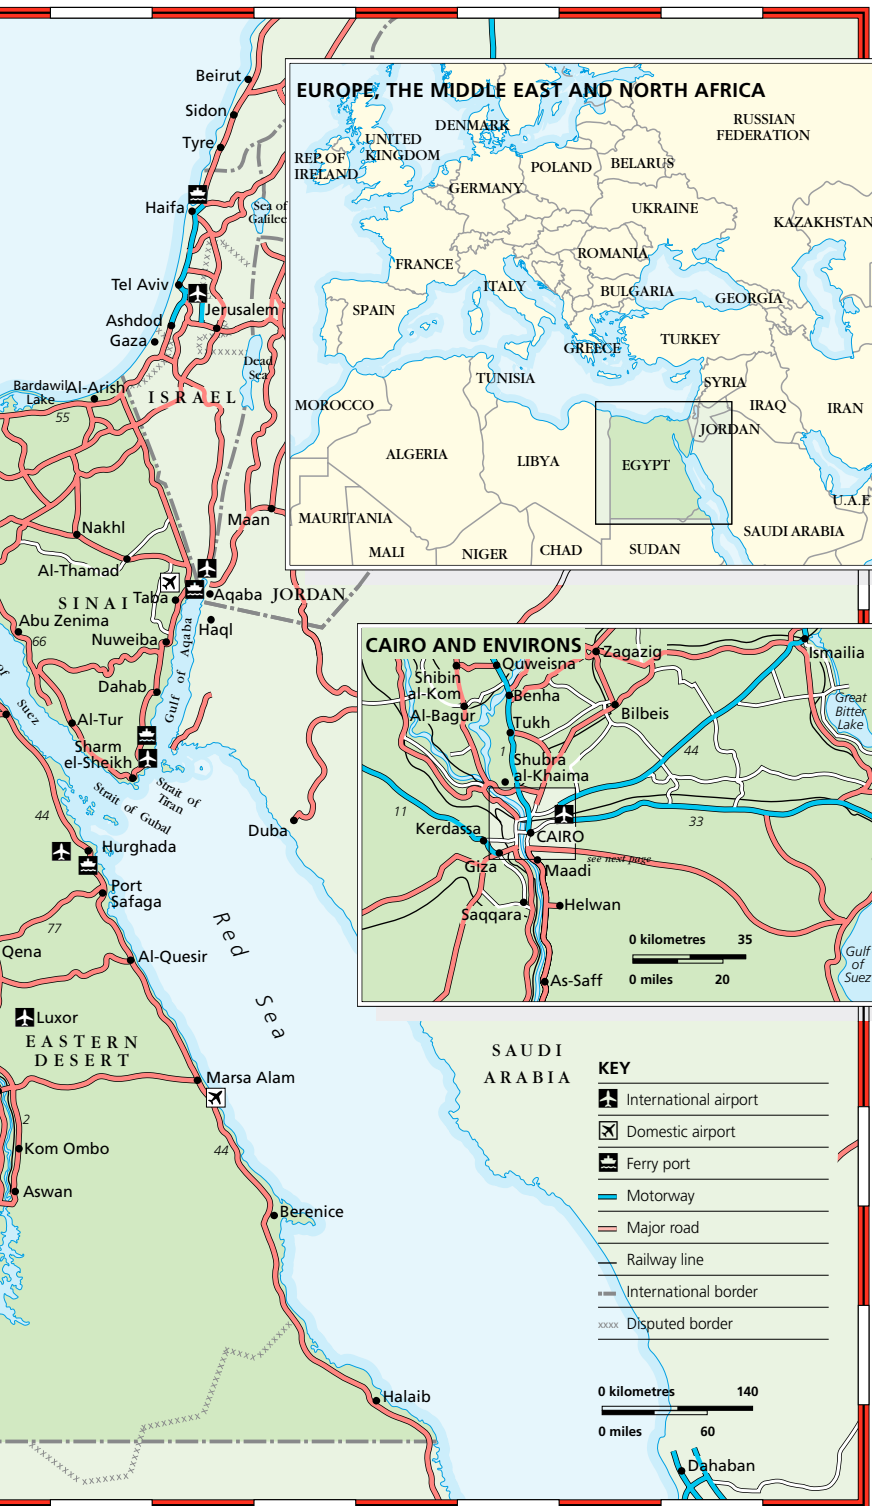 Beirut
Sidon
Tyre
Haifa
Sea of
Galilee
Tel Aviv
Jerusalem
Ashdod
Gaza
Dead
Sea
Bardawil
Lake
Al-Arish
55
ISRAEL
Nakhl
Maan
Al-Thamad
SINAI
Taba
Aqaba
JORDAN
Abu Zenima
66
Haql
Nuweiba
Gulf of Aqaba
Dahab
of
Suez
Al-Tur
Sharm
el-Sheikh
Strait of
Tiran
Strait of Gubal
44
Duba
Hurghada
Port
Safaga
77
Qena
Al-Quesir
Red Sea
Luxor
EASTERN
DESERT
Marsa Alam
2
Kom Ombo
44
Aswan
Berenice
Halaib
SAUDI
ARABIA
Dahaban
EUROPE, THE MIDDLE EAST AND NORTH AFRICA
RUSSIAN
FEDERATION
DENMARK
UNITED
KINGDOM
REP OF
IRELAND
POLAND
BELARUS
GERMANY
UKRAINE
KAZAKHSTAN
FRANCE
ROMANIA
ITALY
BULGARIA
GEORGIA
SPAIN
GREECE
TURKEY
TUNISIA
SYRIA
MOROCCO
IRAQ
IRAN
JORDAN
ALGERIA
LIBYA
EGYPT
U.A.E
MAURITANIA
SAUDI ARABIA
MALI
NIGER
CHAD
SUDAN
CAIRO AND ENVIRONS
Quweisna
Zagazig
Ismailia
Shibin
al-Kom
Benha
Al-Bagur
Bilbeis
Great
Bitter
Lake
Tukh
1
44
Shubra
al-Khaima
11
33
Kerdassa
CAIRO
see next page
Giza
Maadi
Saqqara
Helwan
0 kilometres 35
0 miles 20
Gulf
of
Suez
As-Saff
KEY
International airport
Domestic airport
Ferry port
Motorway
Major road
Railway line
International border
Disputed border
0 kilometres 140
0 miles 60